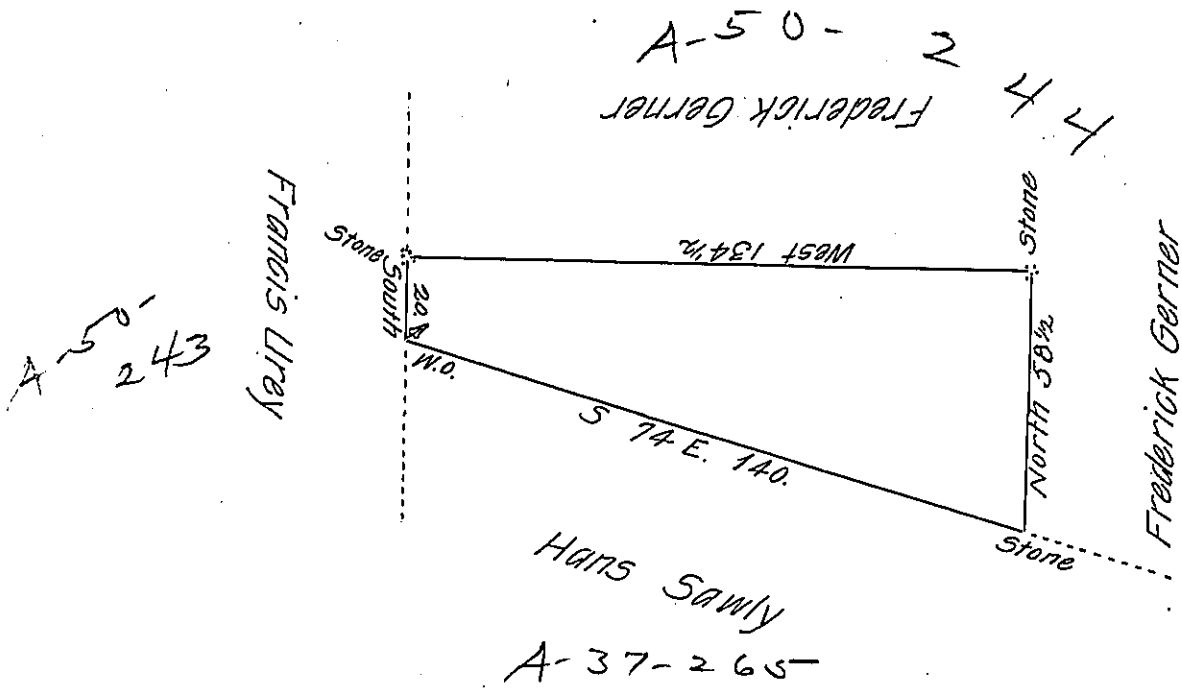 A-50-244
Frederick Gerner
Stone
Stone
West 134½
Francis Urey
A-50-243
South 20.
W.O.
S 74 E. 140.
North 58½
Frederick Gerner
Stone
Hans Sawly
A-37-265